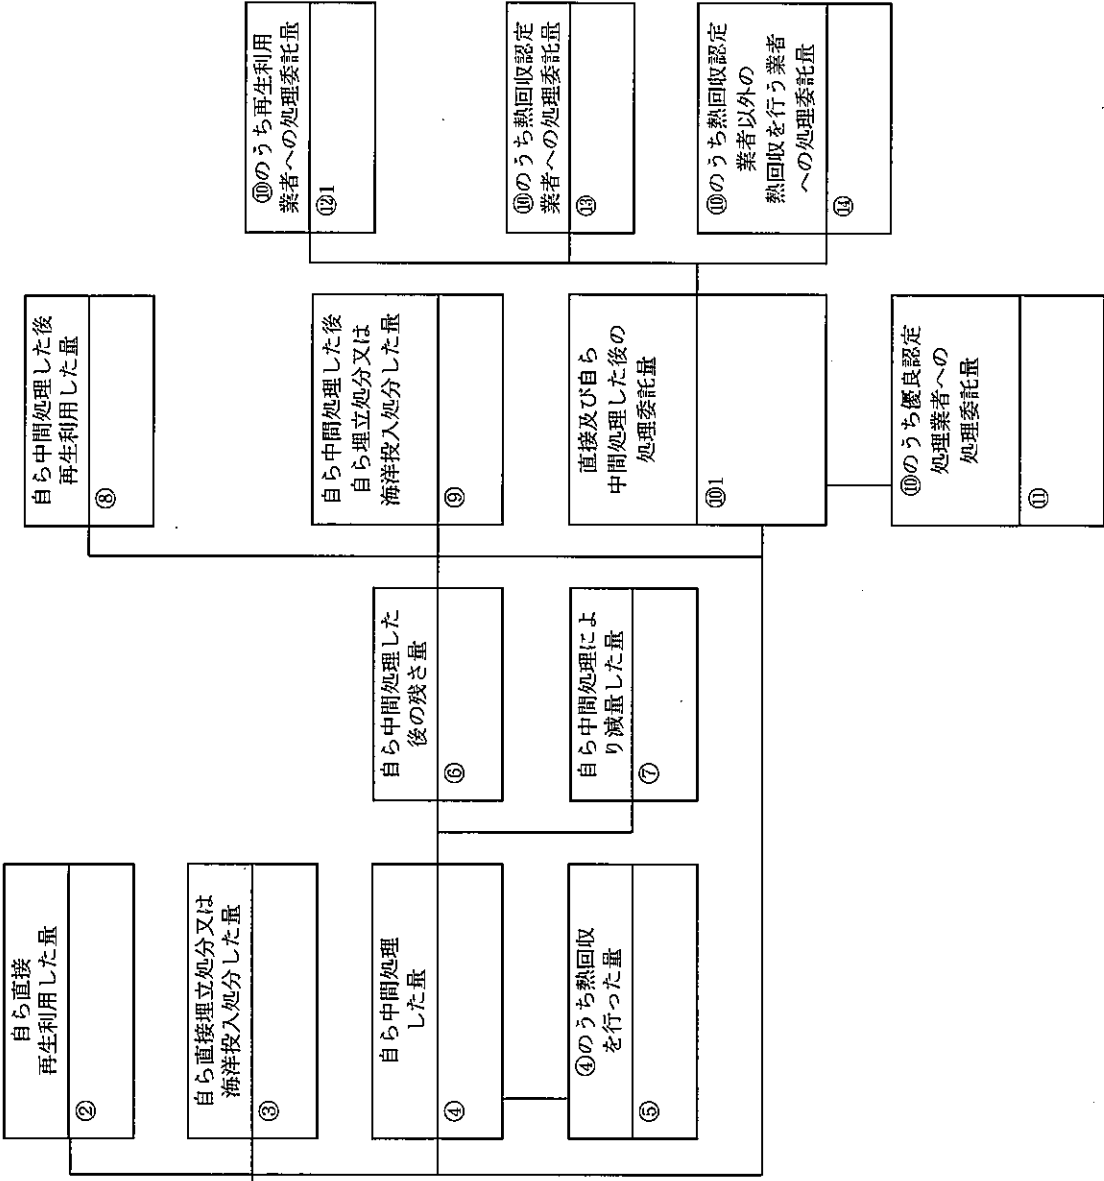 自ら直接
再生利用した量
②
自ら直接埋立処分又は
海洋投入処分した量
③
自ら中間処理
した量
④
④のうち熱回収
を行った量
⑤
自ら中間処理した
後の残さ量
⑥
自ら中間処理によ
り減量した量
⑦
自ら中間処理した後
再生利用した量
⑧
自ら中間処理した後
自ら埋立処分又は
海洋投入処分した量
⑨
直接及び自ら
中間処理した後の
処理委託量
⑩1
⑩のうち優良認定
処理業者への
処理委託量
⑪
⑩のうち再生利用
業者への処理委託量
⑫1
⑩のうち熱回収認定
業者への処理委託量
⑬
⑩のうち熱回収認定
業者以外の
熱回収を行う業者
への処理委託量
⑭